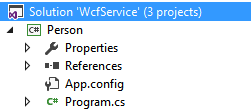 Solution 'WcfService' (3 projects)
C# Person
Properties
References
App.config
C# Program.cs